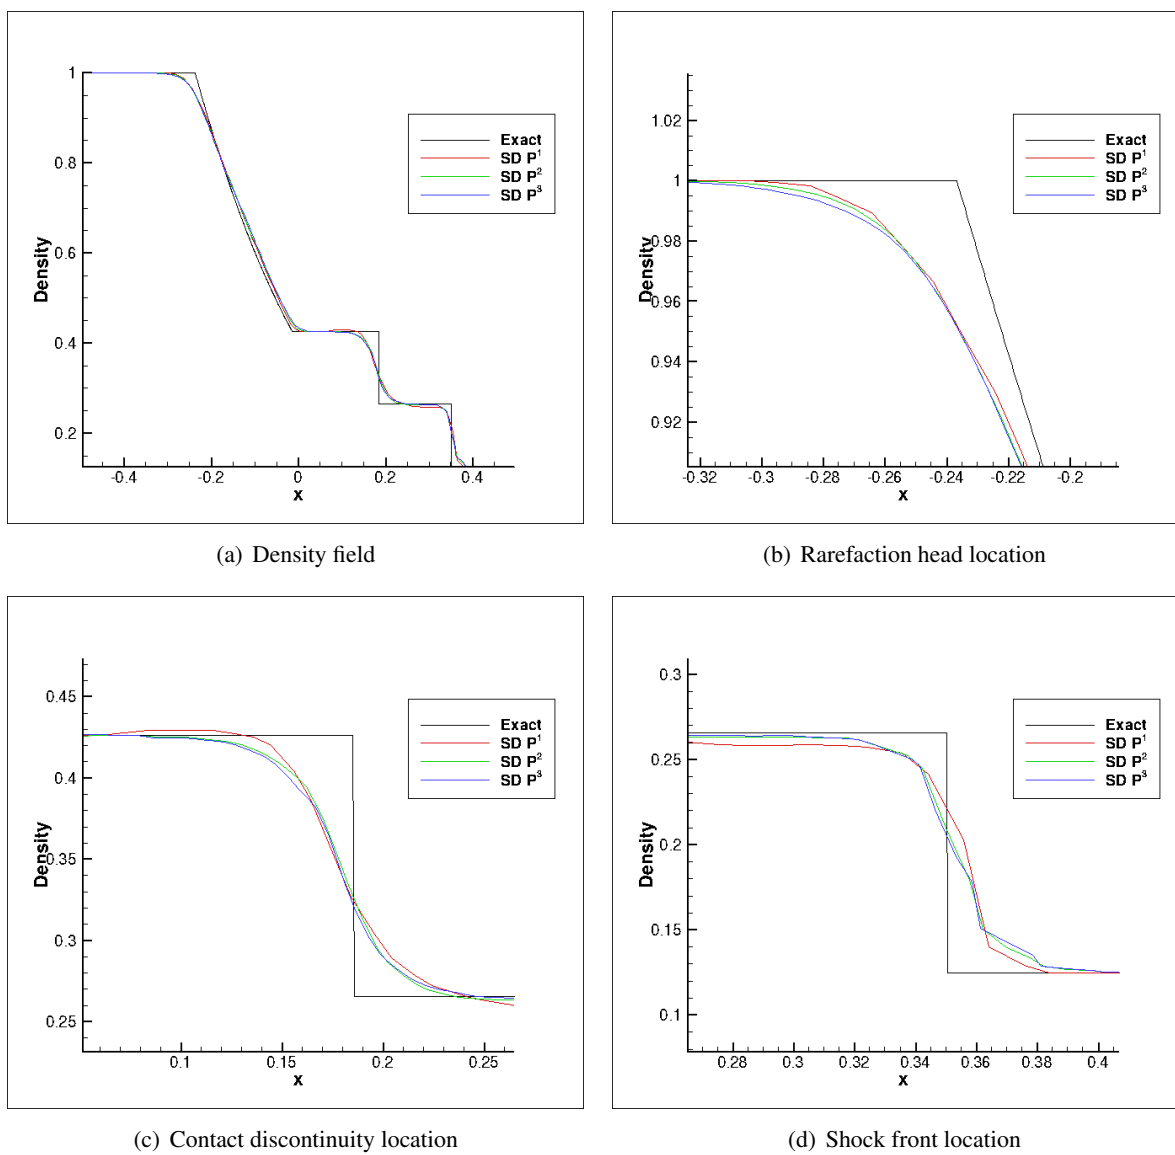 1
0.8
0.6
0.4
0.2
-0.4
-0.2
0
0.2
0.4
x
Density
Exact
SD P¹
SD P²
SD P³
(a) Density field
1.02
1
0.98
0.96
0.94
0.92
-0.32
-0.3
-0.28
-0.26
-0.24
-0.22
-0.2
x
Density
Exact
SD P¹
SD P²
SD P³
(b) Rarefaction head location
0.45
0.4
0.35
0.3
0.25
0.1
0.15
0.2
0.25
x
Density
Exact
SD P¹
SD P²
SD P³
(c) Contact discontinuity location
0.3
0.25
0.2
0.15
0.1
0.28
0.3
0.32
0.34
0.36
0.38
0.4
x
Density
Exact
SD P¹
SD P²
SD P³
(d) Shock front location